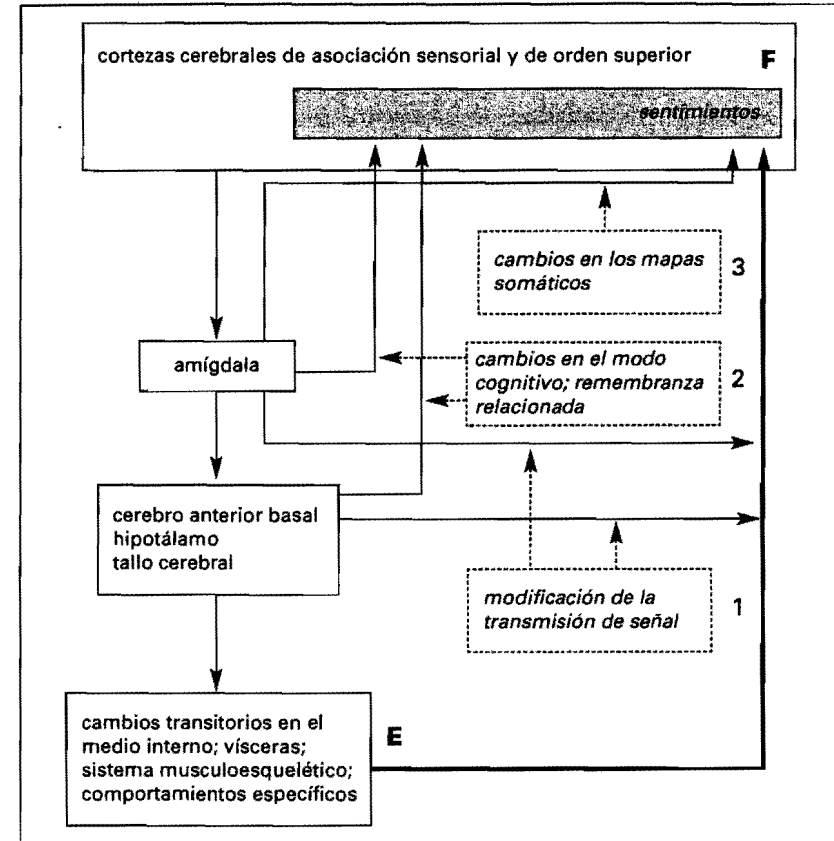 cortezas cerebrales de asociación sensorial y de orden superior
F
sentimientos
cambios en los mapas
somáticos
3
amígdala
cambios en el modo
cognitivo; remembranza
relacionada
2
cerebro anterior basal
hipotálamo
tallo cerebral
modificación de la
transmisión de señal
1
cambios transitorios en el
medio interno; vísceras;
sistema musculoesquelético;
comportamientos específicos
E